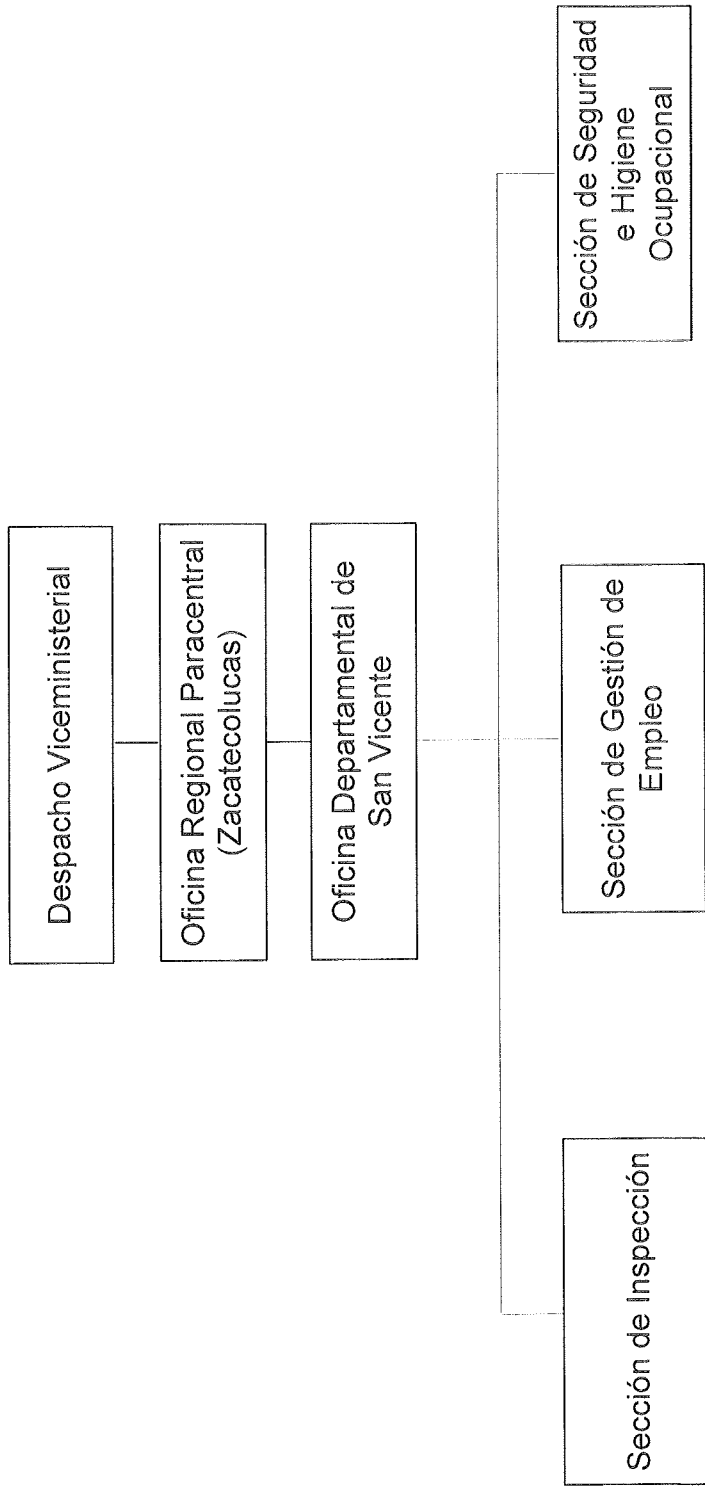 Despacho Viceministerial
Oficina Regional Paracentral
(Zacatecolucas)
Oficina Departamental de
San Vicente
Sección de Inspección
Sección de Gestión de
Empleo
Sección de Seguridad
e Higiene
Ocupacional